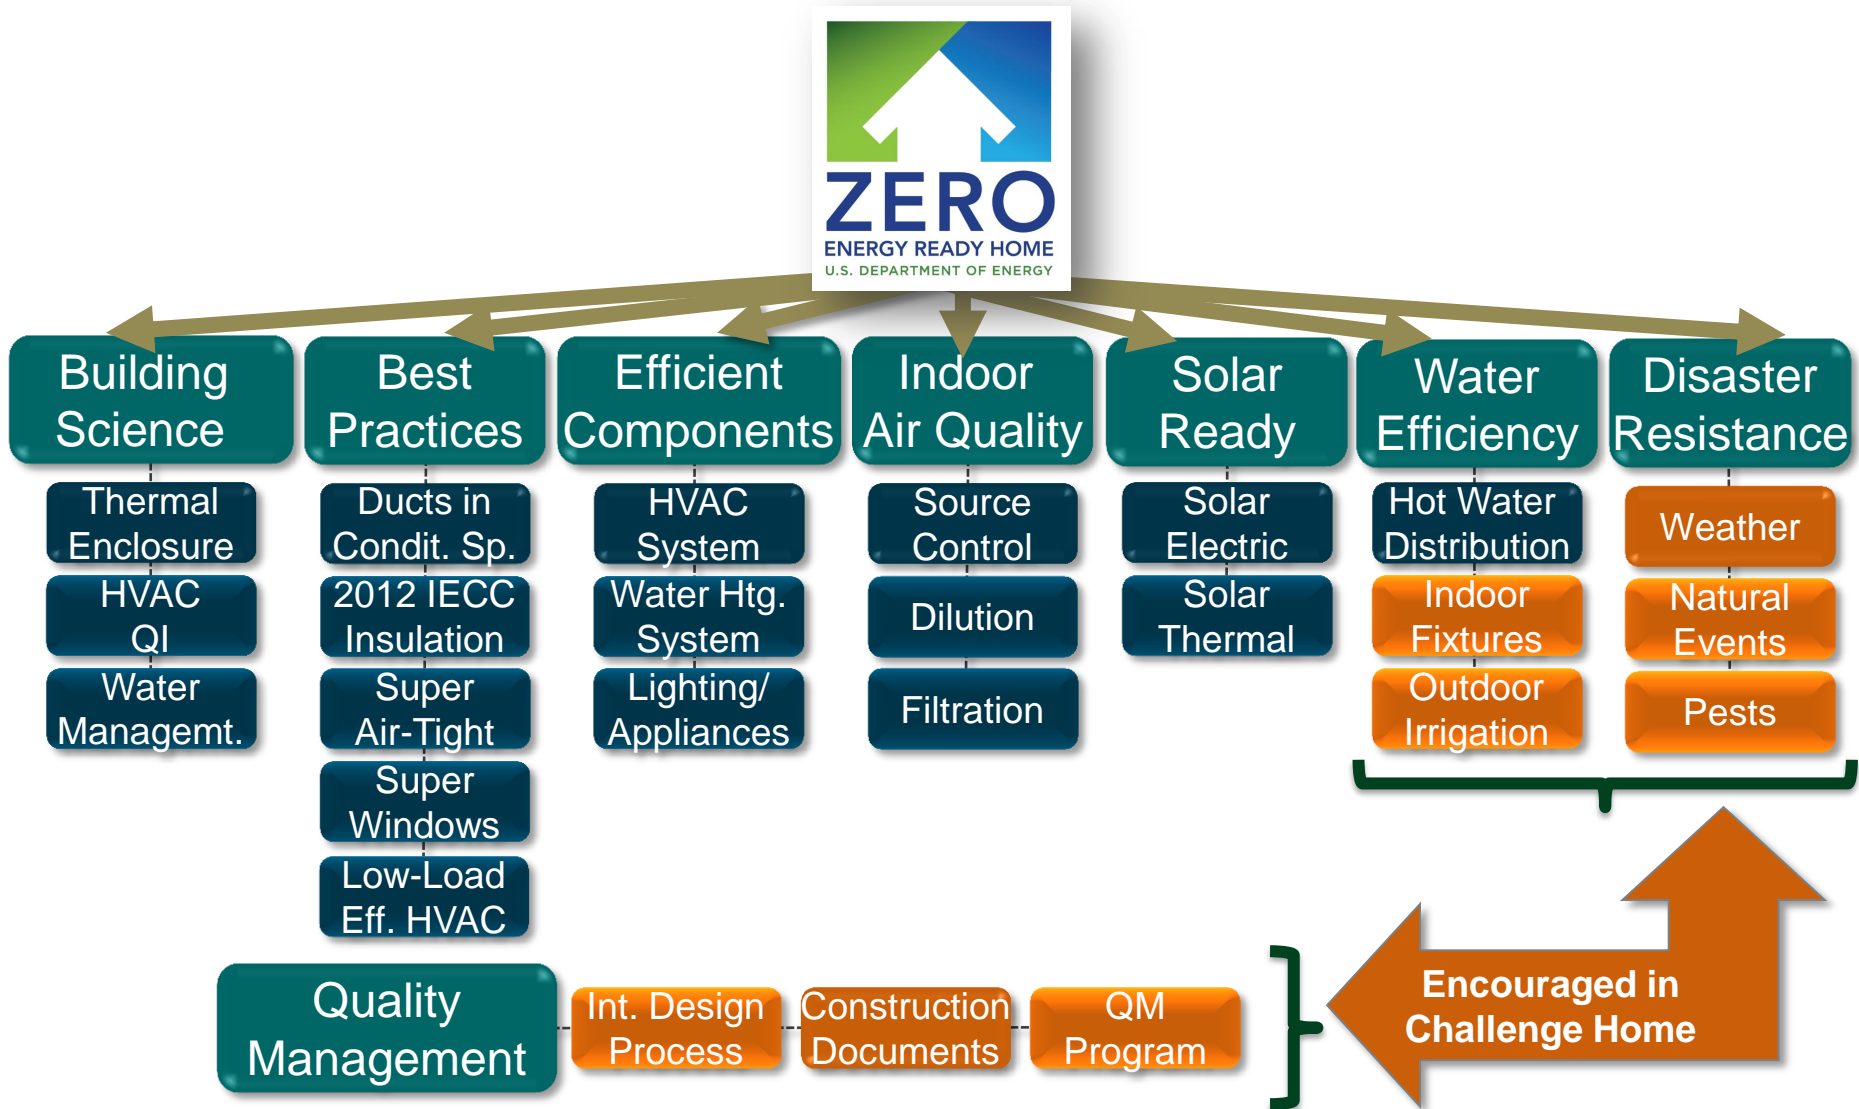 ZERO
ENERGY READY HOME
U.S. DEPARTMENT OF ENERGY
Building
Science
Thermal
Enclosure
HVAC
QI
Water
Managemt.
Best
Practices
Ducts in
Condit. Sp.
2012 IECC
Insulation
Super
Air-Tight
Super
Windows
Low-Load
Eff. HVAC
Efficient
Components
HVAC
System
Water Htg.
System
Lighting/
Appliances
Indoor
Air Quality
Source
Control
Dilution
Filtration
Solar
Ready
Solar
Electric
Solar
Thermal
Water
Efficiency
Hot Water
Distribution
Indoor
Fixtures
Outdoor
Irrigation
Disaster
Resistance
Weather
Natural
Events
Pests
Quality
Management
Int. Design
Process
Construction
Documents
QM
Program
Encouraged in
Challenge Home